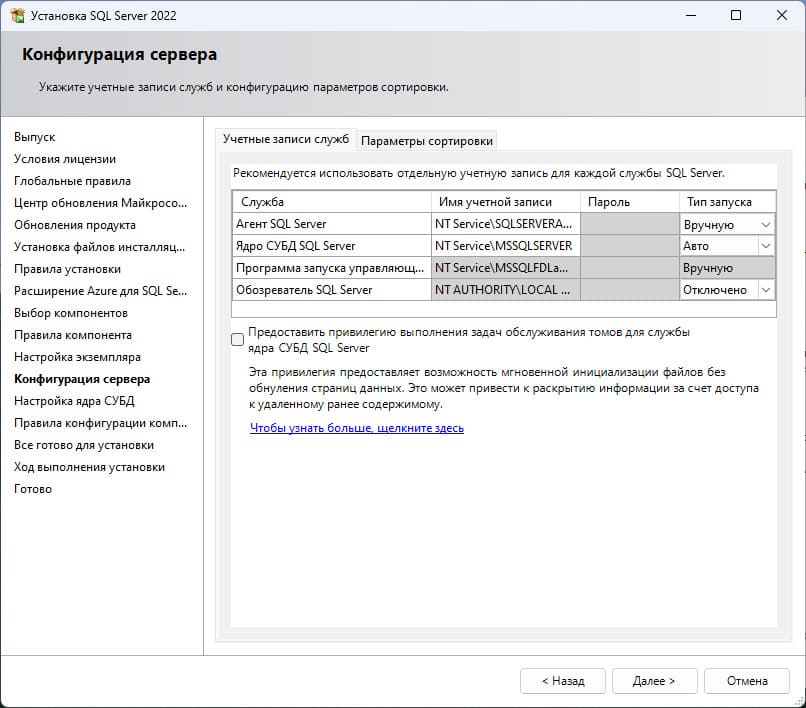 Установка SQL Server 2022
Конфигурация сервера
Укажите учетные записи служб и конфигурацию параметров сортировки.
Выпуск
Условия лицензии
Глобальные правила
Центр обновления Майкросо...
Обновления продукта
Установка файлов инсталляц...
Правила установки
Расширение Azure для SQL Se...
Выбор компонентов
Правила компонента
Настройка экземпляра
Конфигурация сервера
Настройка ядра СУБД
Правила конфигурации комп...
Все готово для установки
Ход выполнения установки
Готово
Учетные записи служб Параметры сортировки
Рекомендуется использовать отдельную учетную запись для каждой службы SQL Server.
Служба Имя учетной записи Пароль Тип запуска
Агент SQL Server NT Service\SQLSERVERA... Вручную
Ядро СУБД SQL Server NT Service\MSSQLSERVER Авто
Программа запуска управляющ... NT Service\MSSQLFDLa... Вручную
Обозреватель SQL Server NT AUTHORITY\LOCAL ... Отключено
Предоставить привилегию выполнения задач обслуживания томов для службы
ядра СУБД SQL Server
Эта привилегия предоставляет возможность мгновенной инициализации файлов без
обнуления страниц данных. Это может привести к раскрытию информации за счет доступа
к удаленному ранее содержимому.
Чтобы узнать больше, щелкните здесь
< Назад Далее > Отмена